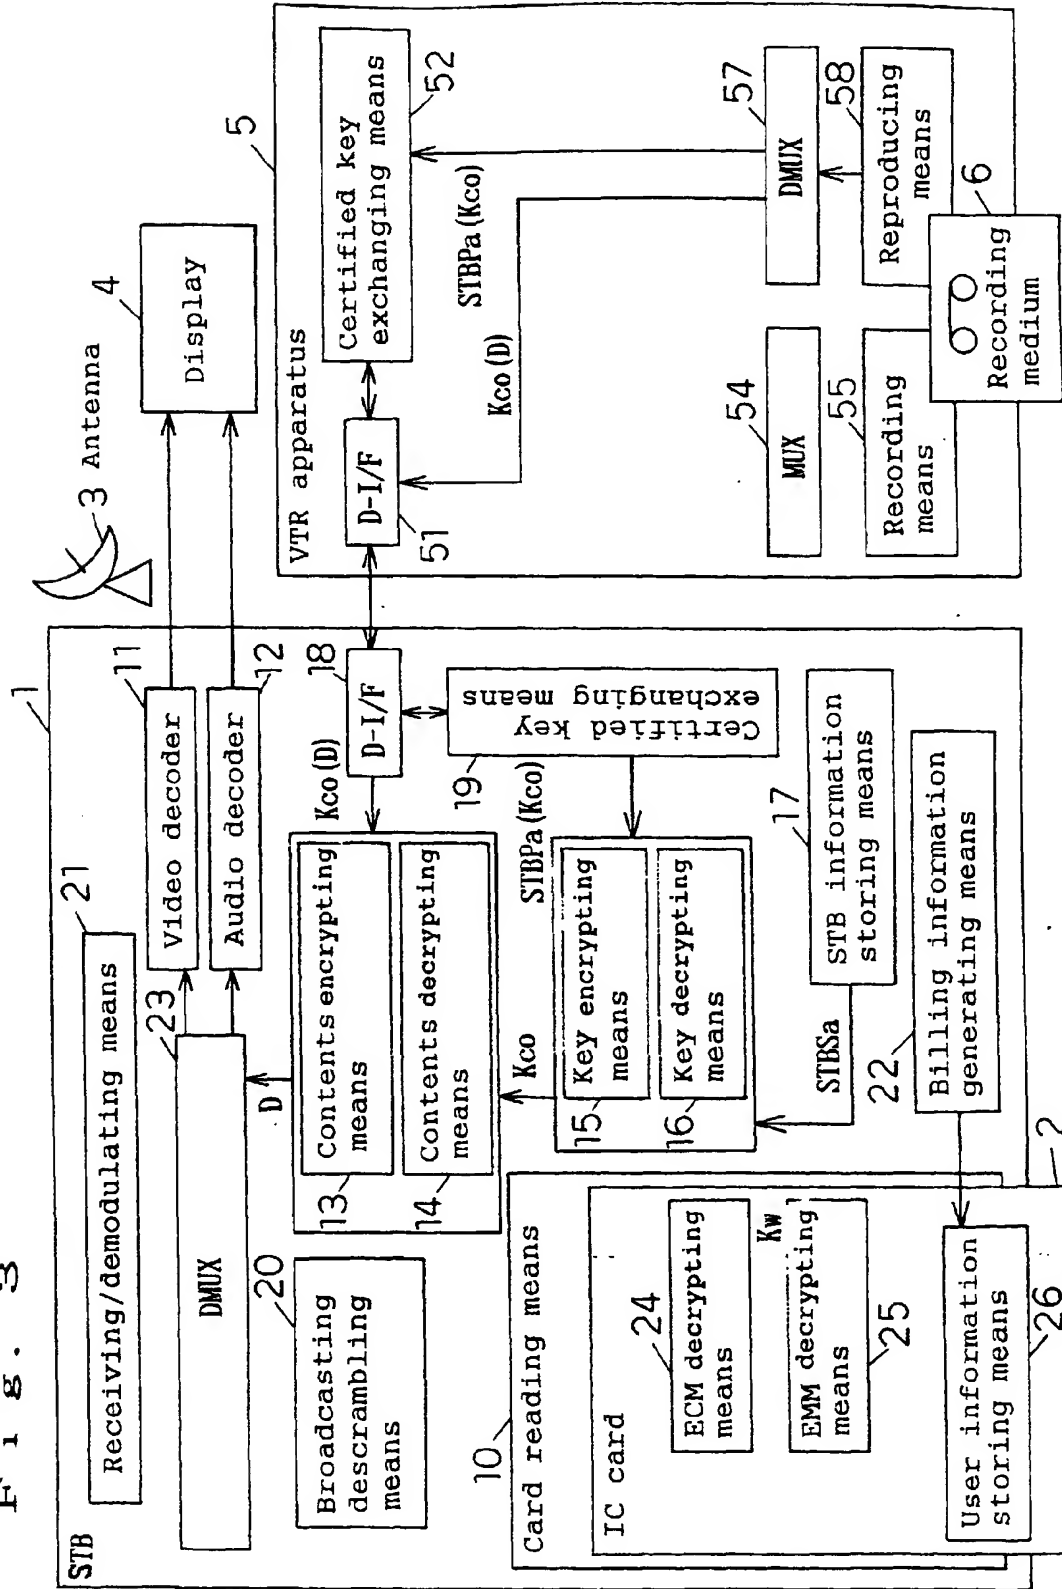 Fig. 3
STB
1
Receiving/demodulating means
21
DMUX
23
Video decoder
11
Audio decoder
12
3 Antenna
Display
4
Broadcasting
descrambling
means
20
D
Contents encrypting
means
13
Contents decrypting
means
14
Kco(D)
D-I/F
18
Certified key
exchanging means
19
STBPa(Kco)
Kco
Key encrypting
means
15
Key decrypting
means
16
STB information
storing means
17
STBSa
Billing information
generating means
22
Card reading means
10
IC card
2
ECM decrypting
means
24
Kw
EMM decrypting
means
25
User information
storing means
26
VTR apparatus
5
D-I/F
51
Certified key
exchanging means
52
STBPa(Kco)
Kco(D)
MUX
54
DMUX
57
Recording
means
55
Reproducing
means
58
Recording
medium
6